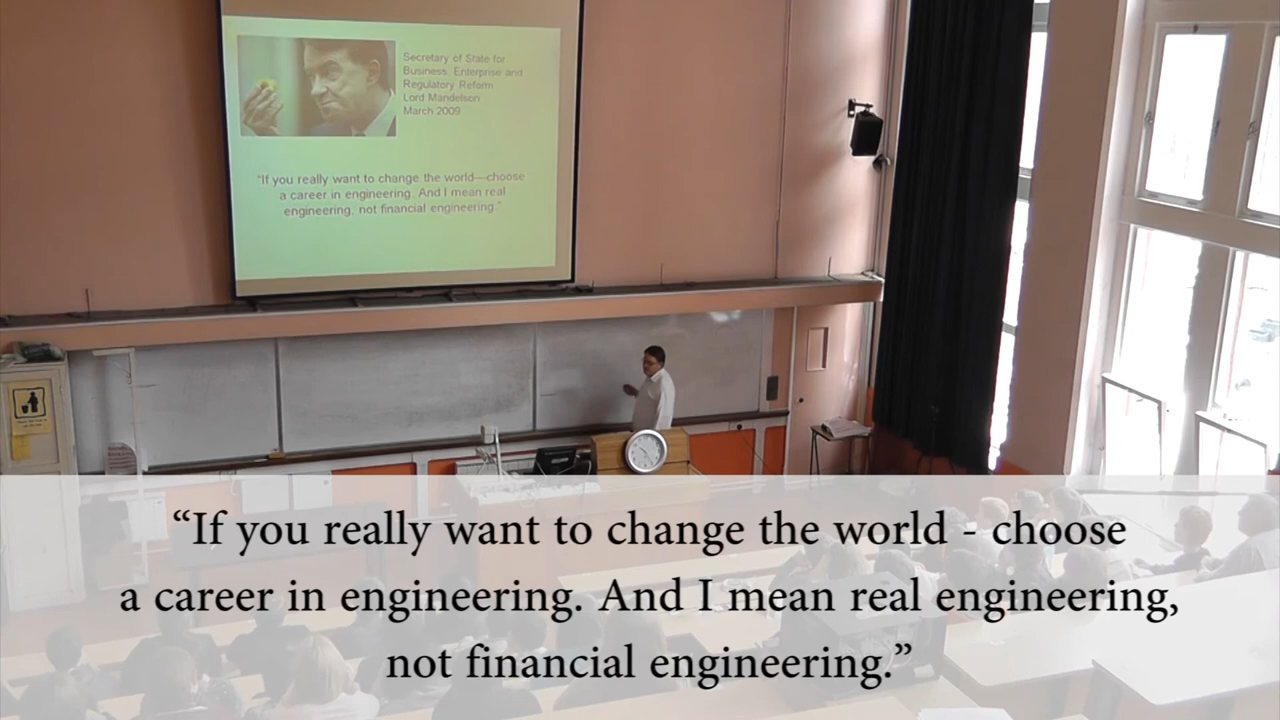 Secretary of State for
Business, Enterprise and
Regulatory Reform
Lord Mandelson
March 2009
"If you really want to change the world—choose
a career in engineering. And I mean real
engineering, not financial engineering."
“If you really want to change the world - choose
a career in engineering. And I mean real engineering,
not financial engineering.”